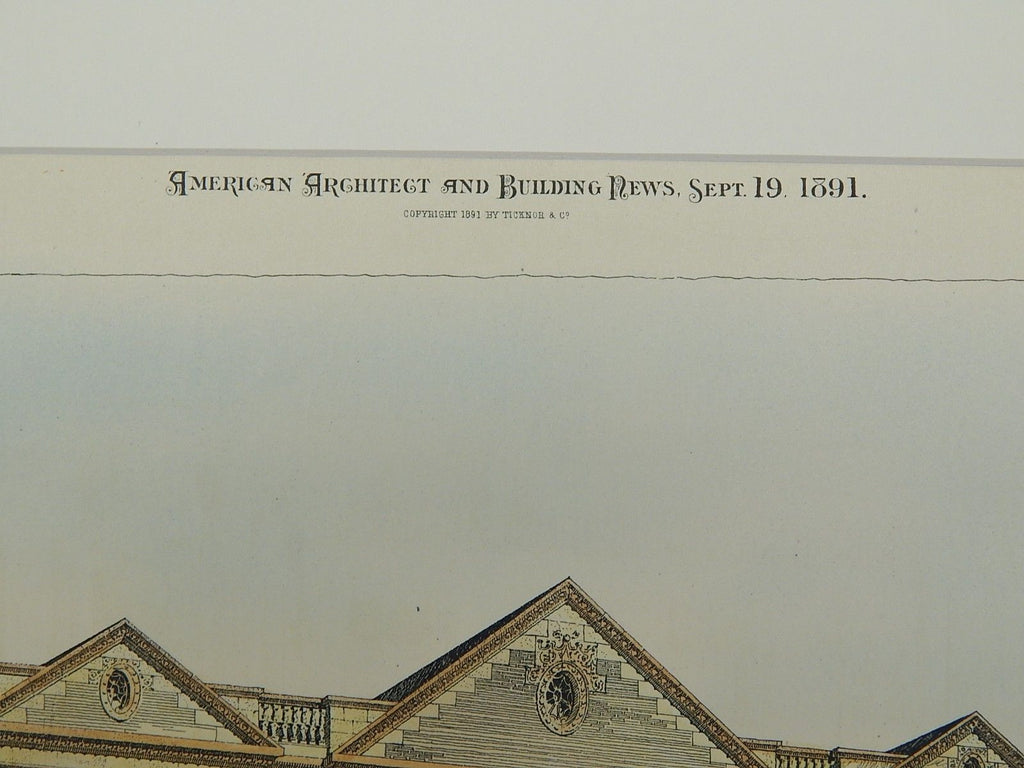 American Architect and Building News, Sept. 19. 1891.
COPYRIGHT 1891 BY TICKNOR & Co